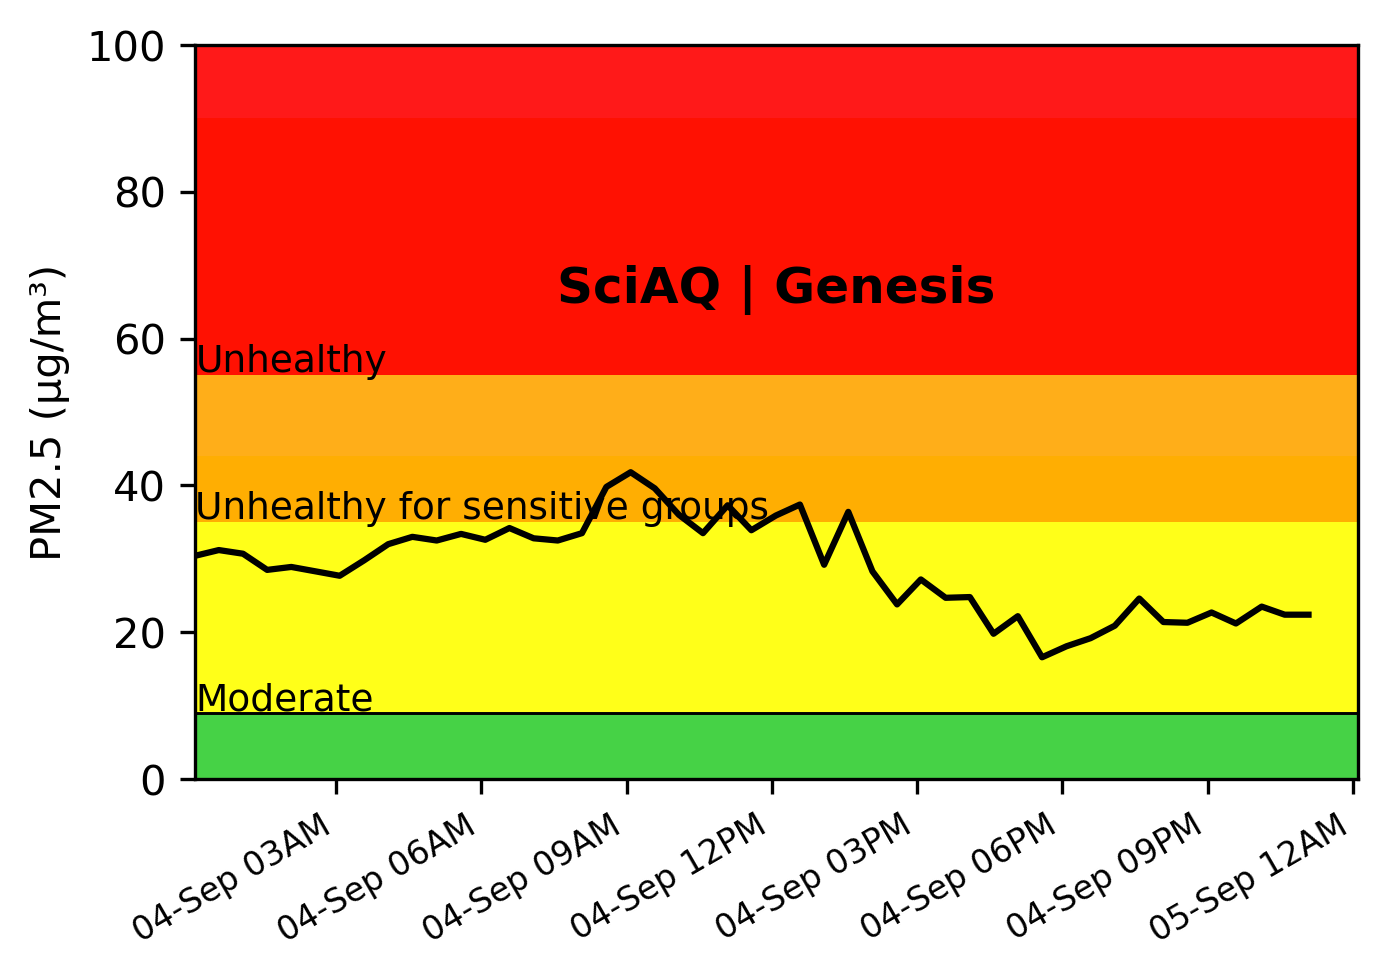 100
80
60
40
20
0
PM2.5 (µg/m³)
SciAQ | Genesis
Unhealthy
Unhealthy for sensitive groups
Moderate
04-Sep 03AM
04-Sep 06AM
04-Sep 09AM
04-Sep 12PM
04-Sep 03PM
04-Sep 06PM
04-Sep 09PM
05-Sep 12AM